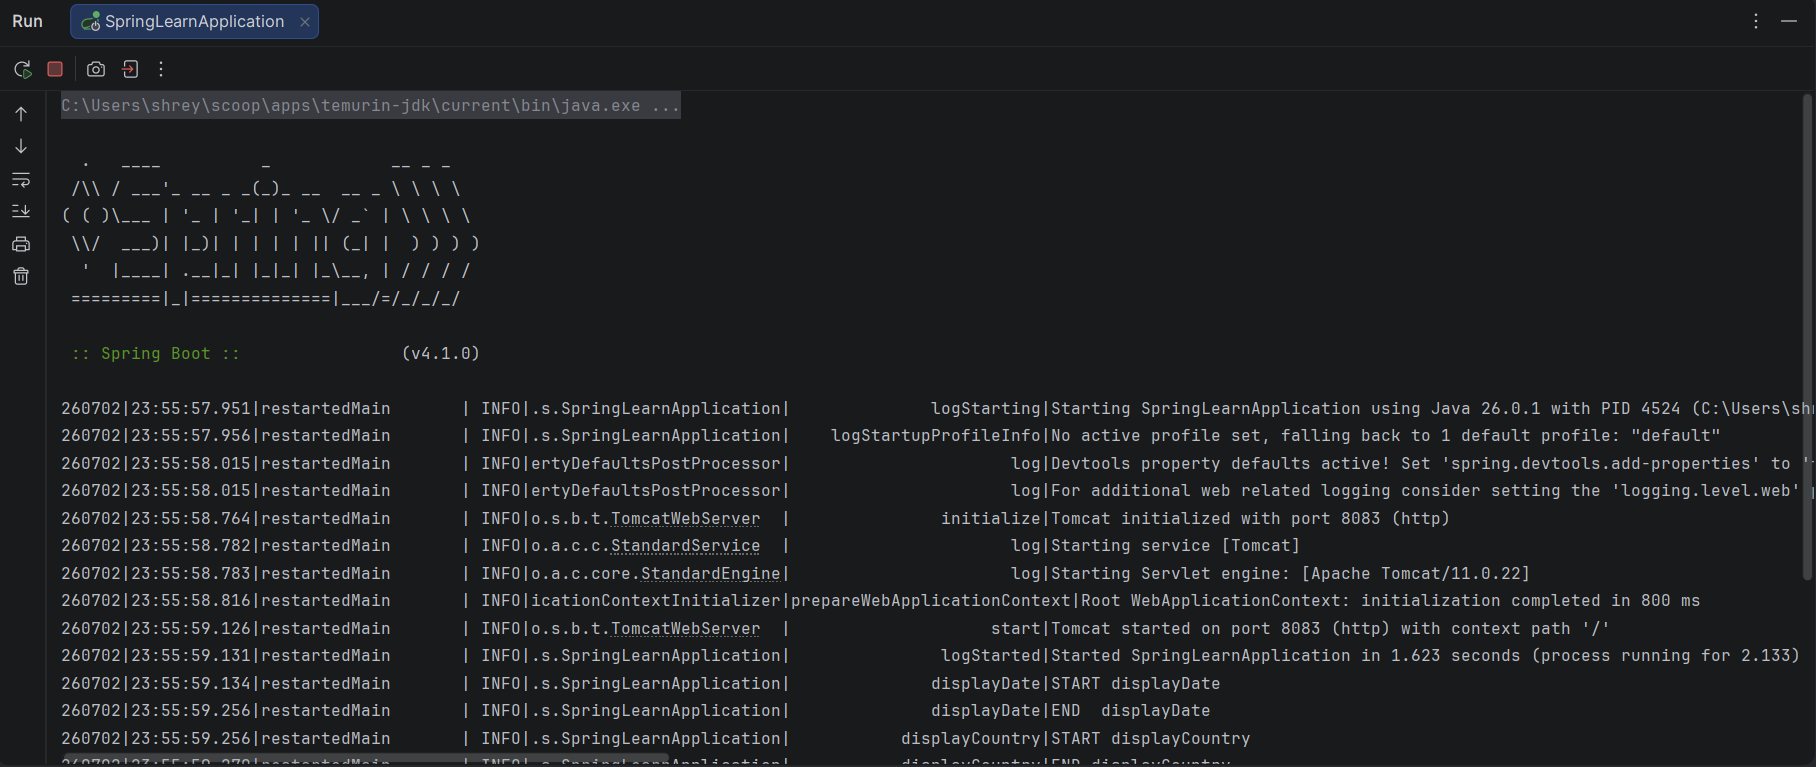 Run SpringLearnApplication
C:\Users\shrey\scoop\apps\temurin-jdk\current\bin\java.exe ...
  .   ____          _            __ _ _
 /\\ / ___'_ __ _ _(_)_ __  __ _ \ \ \ \
( ( )\___ | '_ | '_| | '_ \/ _` | \ \ \ \
 \\/  ___)| |_)| | | | | || (_| |  ) ) ) )
  '  |____| .__|_| |_|_| |_\__, | / / / /
 =========|_|==============|___/=/_/_/_/
 :: Spring Boot ::                (v4.1.0)
260702|23:55:57.951|restartedMain       | INFO|.s.SpringLearnApplication|              logStarting|Starting SpringLearnApplication using Java 26.0.1 with PID 4524 (C:\Users\shr
260702|23:55:57.956|restartedMain       | INFO|.s.SpringLearnApplication|    logStartupProfileInfo|No active profile set, falling back to 1 default profile: "default"
260702|23:55:58.015|restartedMain       | INFO|ertyDefaultsPostProcessor|                      log|Devtools property defaults active! Set 'spring.devtools.add-properties' to '
260702|23:55:58.015|restartedMain       | INFO|ertyDefaultsPostProcessor|                      log|For additional web related logging consider setting the 'logging.level.web'
260702|23:55:58.764|restartedMain       | INFO|o.s.b.t.TomcatWebServer  |               initialize|Tomcat initialized with port 8083 (http)
260702|23:55:58.782|restartedMain       | INFO|o.a.c.c.StandardService  |                      log|Starting service [Tomcat]
260702|23:55:58.783|restartedMain       | INFO|o.a.c.core.StandardEngine|                      log|Starting Servlet engine: [Apache Tomcat/11.0.22]
260702|23:55:58.816|restartedMain       | INFO|icationContextInitializer|prepareWebApplicationContext|Root WebApplicationContext: initialization completed in 800 ms
260702|23:55:59.126|restartedMain       | INFO|o.s.b.t.TomcatWebServer  |                    start|Tomcat started on port 8083 (http) with context path '/'
260702|23:55:59.131|restartedMain       | INFO|.s.SpringLearnApplication|               logStarted|Started SpringLearnApplication in 1.623 seconds (process running for 2.133)
260702|23:55:59.134|restartedMain       | INFO|.s.SpringLearnApplication|              displayDate|START displayDate
260702|23:55:59.256|restartedMain       | INFO|.s.SpringLearnApplication|              displayDate|END  displayDate
260702|23:55:59.256|restartedMain       | INFO|.s.SpringLearnApplication|           displayCountry|START displayCountry